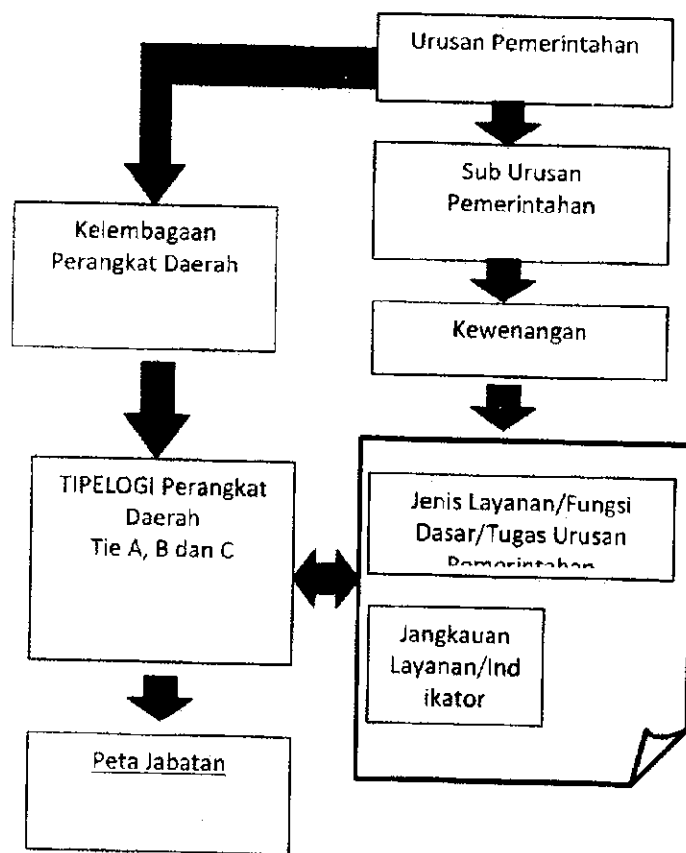 Urusan Pemerintahan
Sub Urusan
Pemerintahan
Kelembagaan
Perangkat Daerah
Kewenangan
TIPELOGI Perangkat
Daerah
Tie A, B dan C
Jenis Layanan/Fungsi
Dasar/Tugas Urusan
Pemerintahan
Jangkauan
Layanan/Ind
ikator
Peta Jabatan